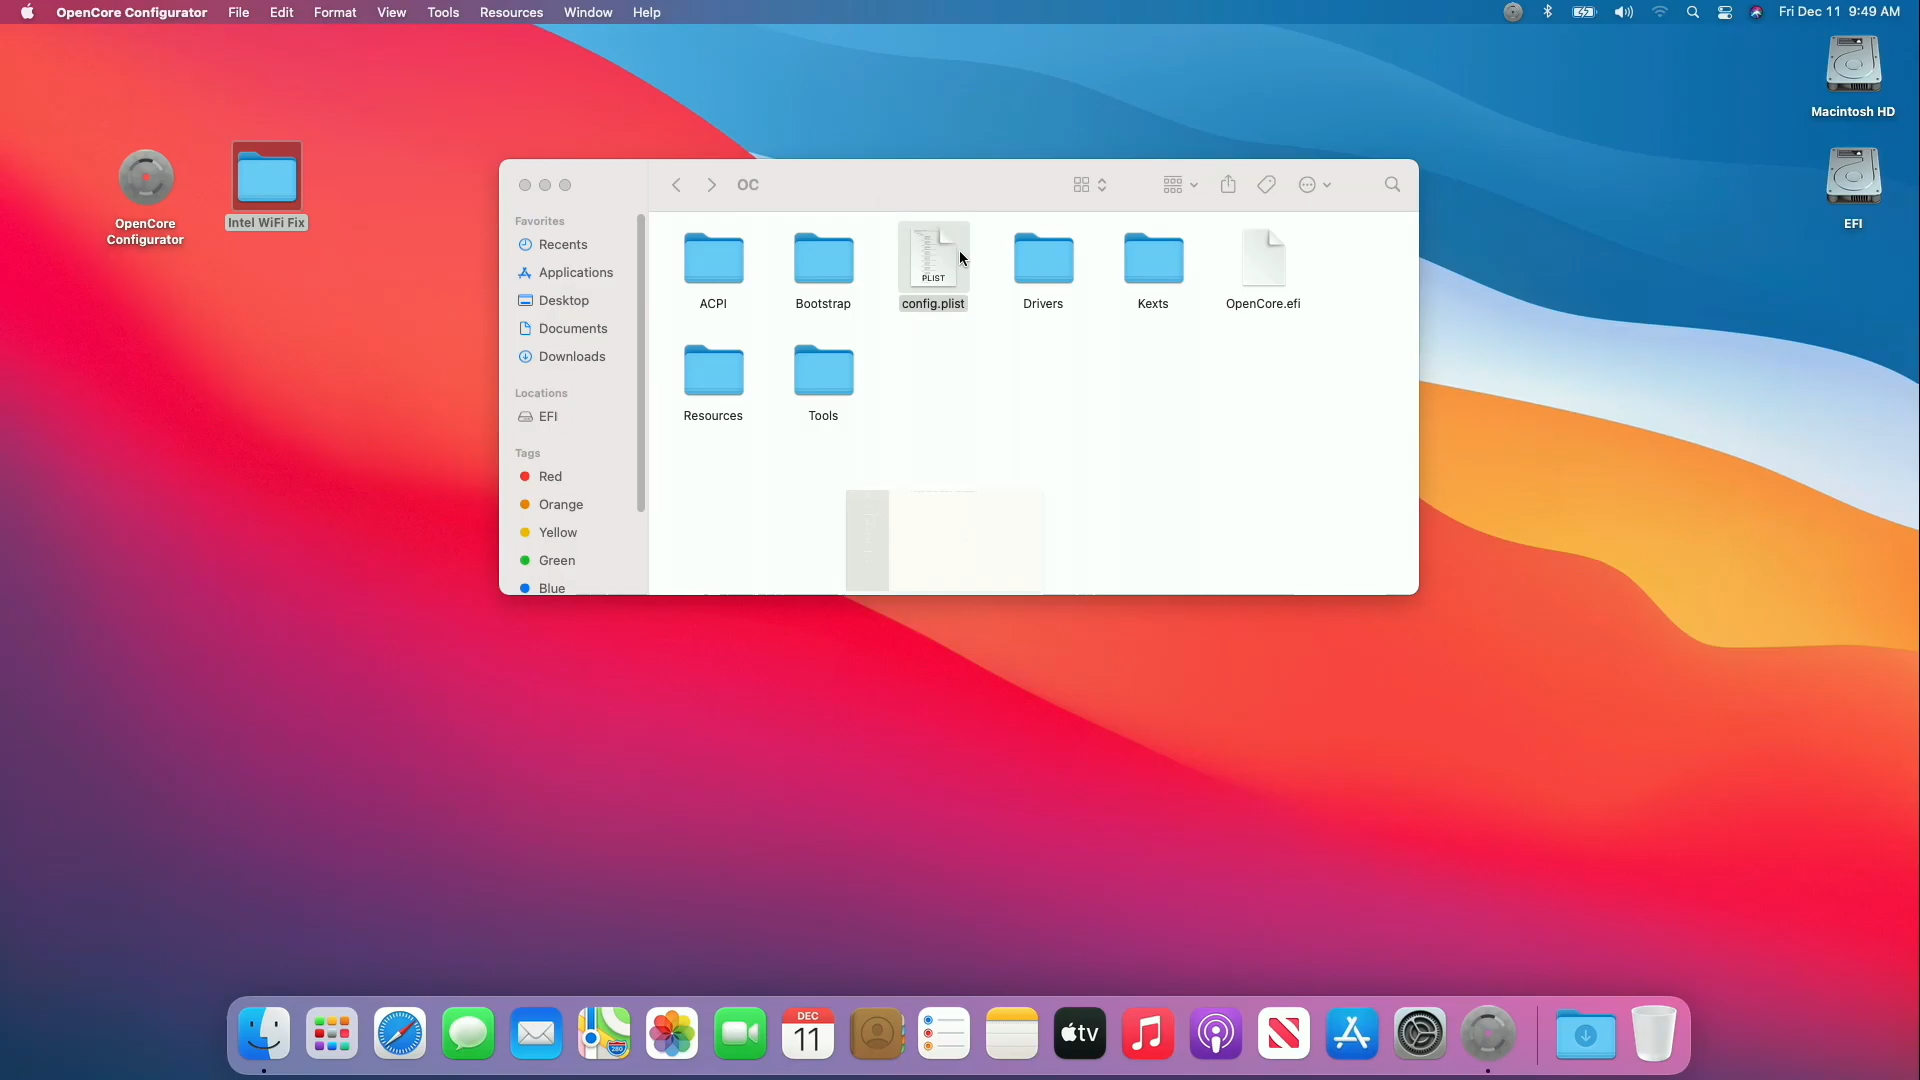 OpenCore Configurator File Edit Format View Tools Resources Window Help Fri Dec 11 9:49 AM
Macintosh HD
EFI
OpenCore
Configurator
Intel WiFi Fix
OC
Favorites
Recents
Applications
Desktop
Documents
Downloads
Locations
EFI
Tags
Red
Orange
Yellow
Green
Blue
PLIST
ACPI Bootstrap config.plist Drivers Kexts OpenCore.efi
Resources Tools
DEC
11
280
tv